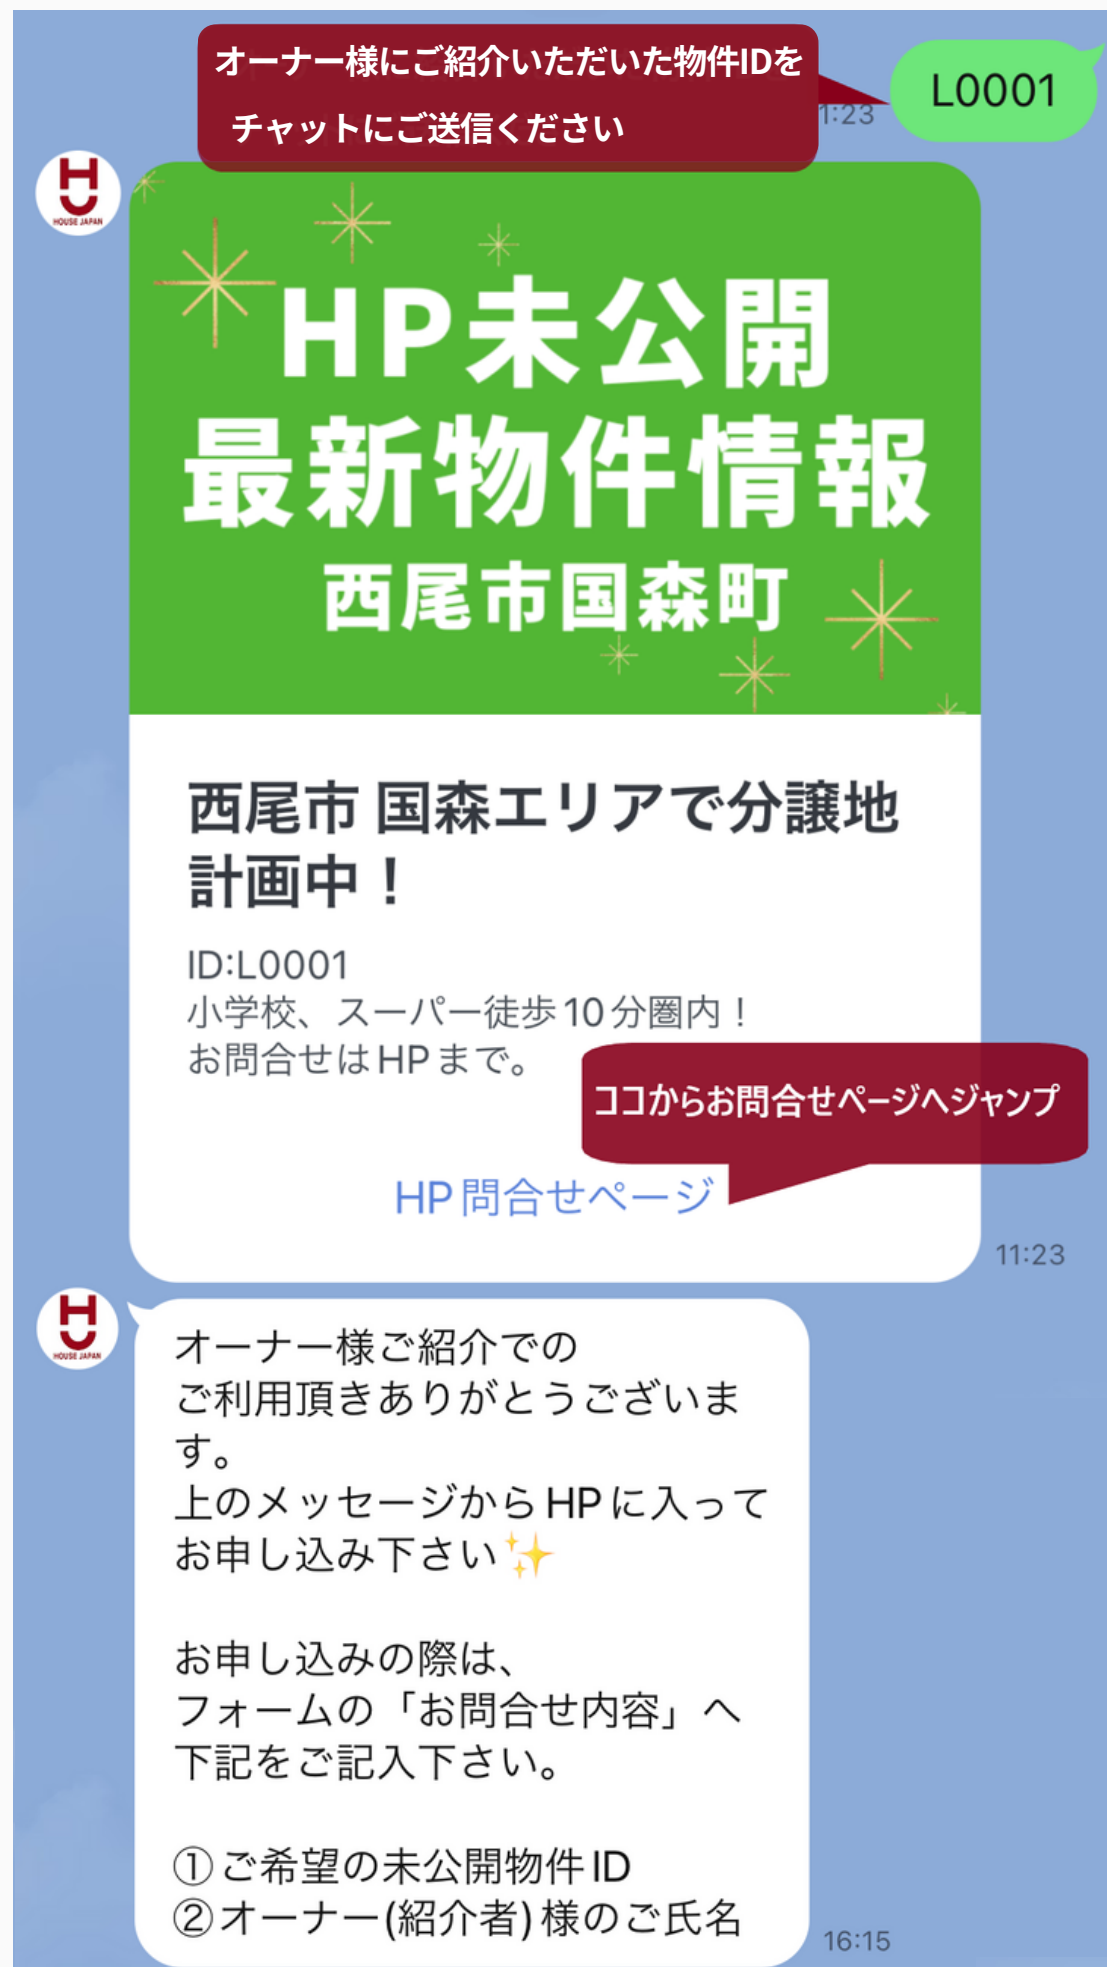 オーナー様にご紹介いただいた物件IDを
チャットにご送信ください
L0001
1:23
HOUSE JAPAN
HP未公開
最新物件情報
西尾市国森町
西尾市 国森エリアで分譲地
計画中！
ID:L0001
小学校、スーパー徒歩10分圏内！
お問合せはHPまで。
ココからお問合せページへジャンプ
HP問合せページ
11:23
HOUSE JAPAN
オーナー様ご紹介での
ご利用頂きありがとうございま
す。
上のメッセージからHPに入って
お申し込み下さい✨
お申し込みの際は、
フォームの「お問合せ内容」へ
下記をご記入下さい。
①ご希望の未公開物件ID
②オーナー(紹介者)様のご氏名
16:15